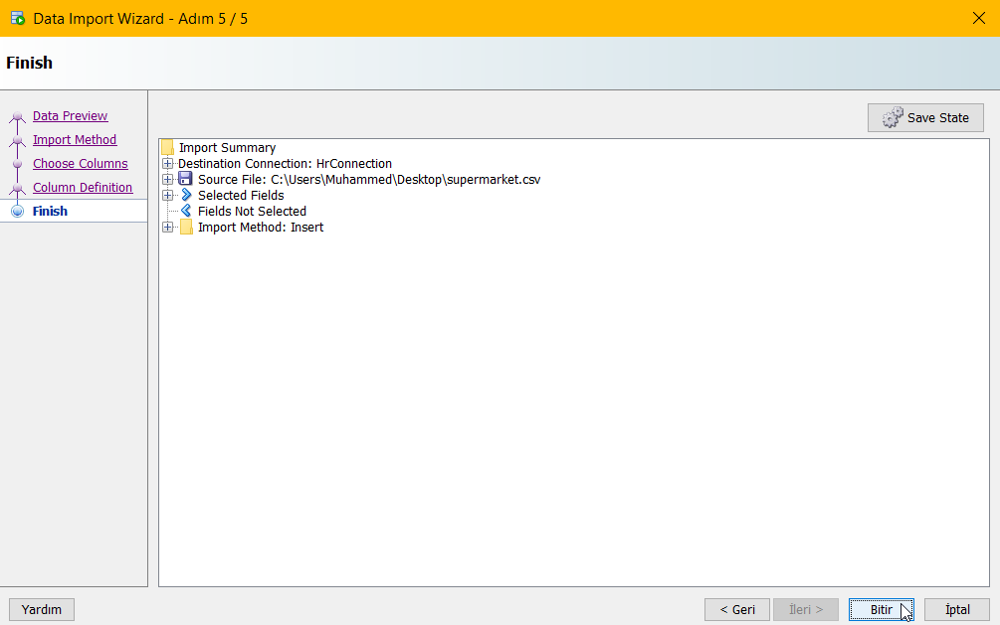 Data Import Wizard - Adım 5 / 5
Finish
Data Preview
Import Method
Choose Columns
Column Definition
Finish
Save State
Import Summary
Destination Connection: HrConnection
Source File: C:\Users\Muhammed\Desktop\supermarket.csv
Selected Fields
Fields Not Selected
Import Method: Insert
Yardım
< Geri
İleri >
Bitir
İptal